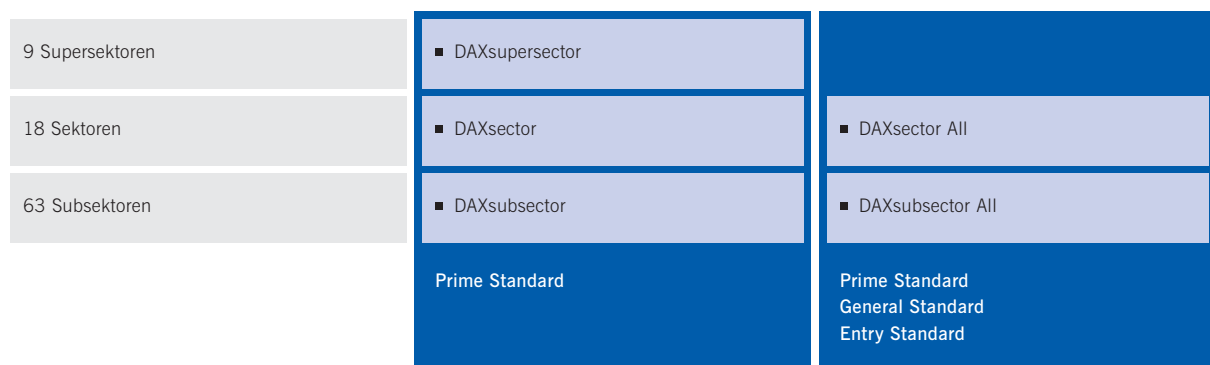 9 Supersektoren
■ DAXsupersector
18 Sektoren
■ DAXsector
■ DAXsector All
63 Subsektoren
■ DAXsubsector
■ DAXsubsector All
Prime Standard
Prime Standard
General Standard
Entry Standard